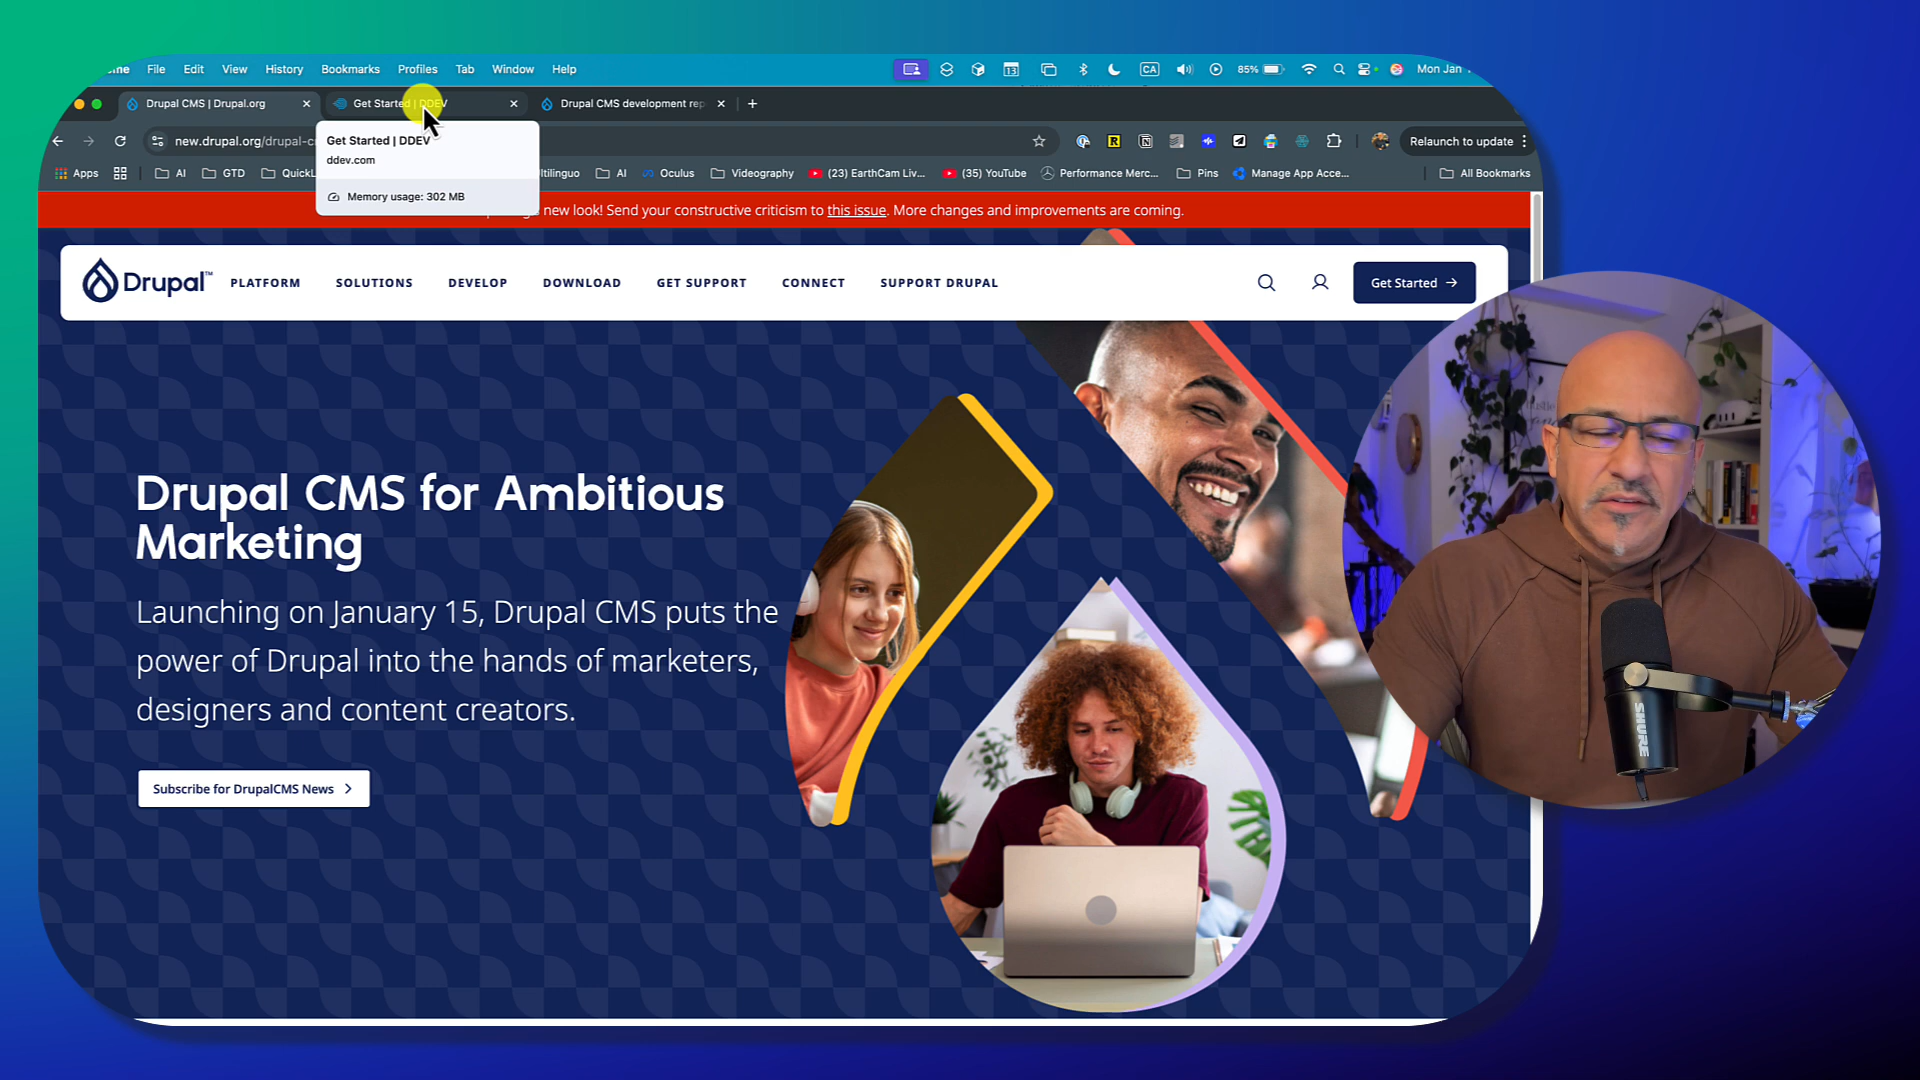 File Edit View History Bookmarks Profiles Tab Window Help 13 CA 85% Mon Jan
Drupal CMS | Drupal.org Get Started | DDEV Drupal CMS development rep
new.drupal.org/drupal-c Relaunch to update
Get Started | DDEV
ddev.com
Memory usage: 302 MB
Apps AI GTD QuickL ltilinguo AI Oculus Videography (23) EarthCam Liv... (35) YouTube Performance Merc... Pins Manage App Acce... All Bookmarks
new look! Send your constructive criticism to this issue. More changes and improvements are coming.
Drupal™ PLATFORM SOLUTIONS DEVELOP DOWNLOAD GET SUPPORT CONNECT SUPPORT DRUPAL Get Started
Drupal CMS for Ambitious
Marketing
Launching on January 15, Drupal CMS puts the
power of Drupal into the hands of marketers,
designers and content creators.
Subscribe for DrupalCMS News
SHURE